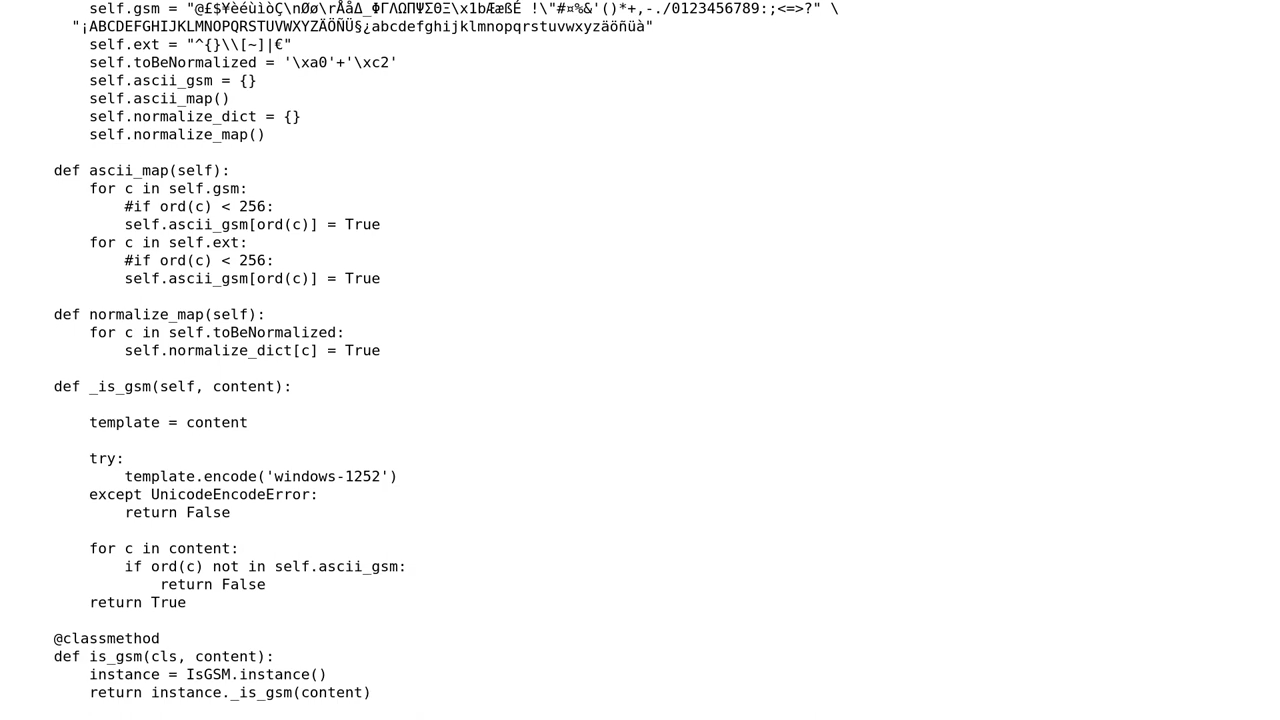 self.gsm = "@£$¥èéùìòÇ\nØø\rÅåΔ_ΦΓΛΩΠΨΣΘΞ\x1bÆæßÉ !\"#¤%&'()*+,-./0123456789:;<=>?" \
"¡ABCDEFGHIJKLMNOPQRSTUVWXYZÄÖÑÜ§¿abcdefghijklmnopqrstuvwxyzäöñüà"
self.ext = "^{}\\[~]|€"
self.toBeNormalized = '\xa0'+'\xc2'
self.ascii_gsm = {}
self.ascii_map()
self.normalize_dict = {}
self.normalize_map()
def ascii_map(self):
for c in self.gsm:
#if ord(c) < 256:
self.ascii_gsm[ord(c)] = True
for c in self.ext:
#if ord(c) < 256:
self.ascii_gsm[ord(c)] = True
def normalize_map(self):
for c in self.toBeNormalized:
self.normalize_dict[c] = True
def _is_gsm(self, content):
template = content
try:
template.encode('windows-1252')
except UnicodeEncodeError:
return False
for c in content:
if ord(c) not in self.ascii_gsm:
return False
return True
@classmethod
def is_gsm(cls, content):
instance = IsGSM.instance()
return instance._is_gsm(content)